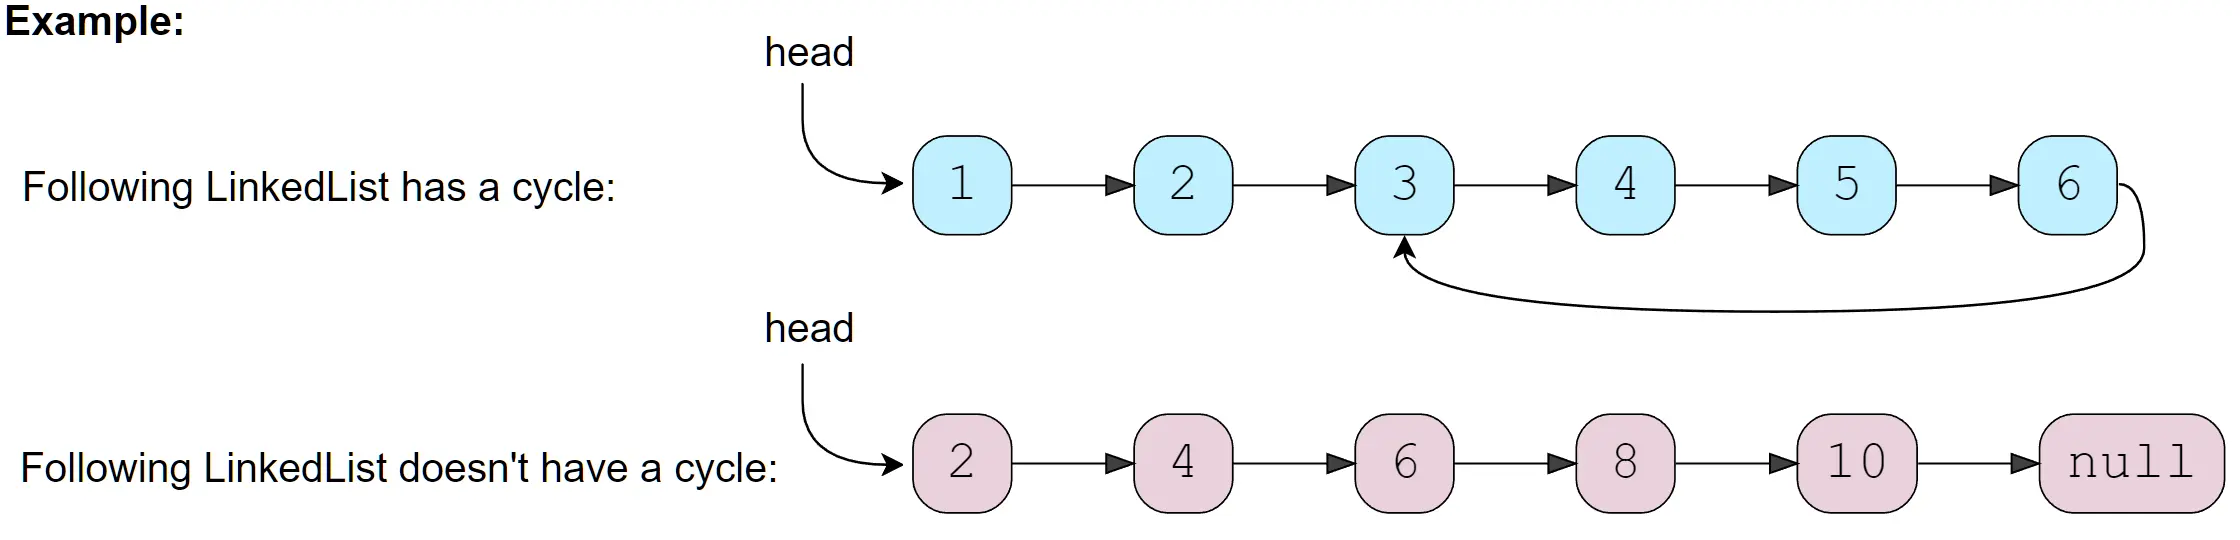 Example:
head
Following LinkedList has a cycle:
1 2 3 4 5 6
head
Following LinkedList doesn't have a cycle:
2 4 6 8 10 null